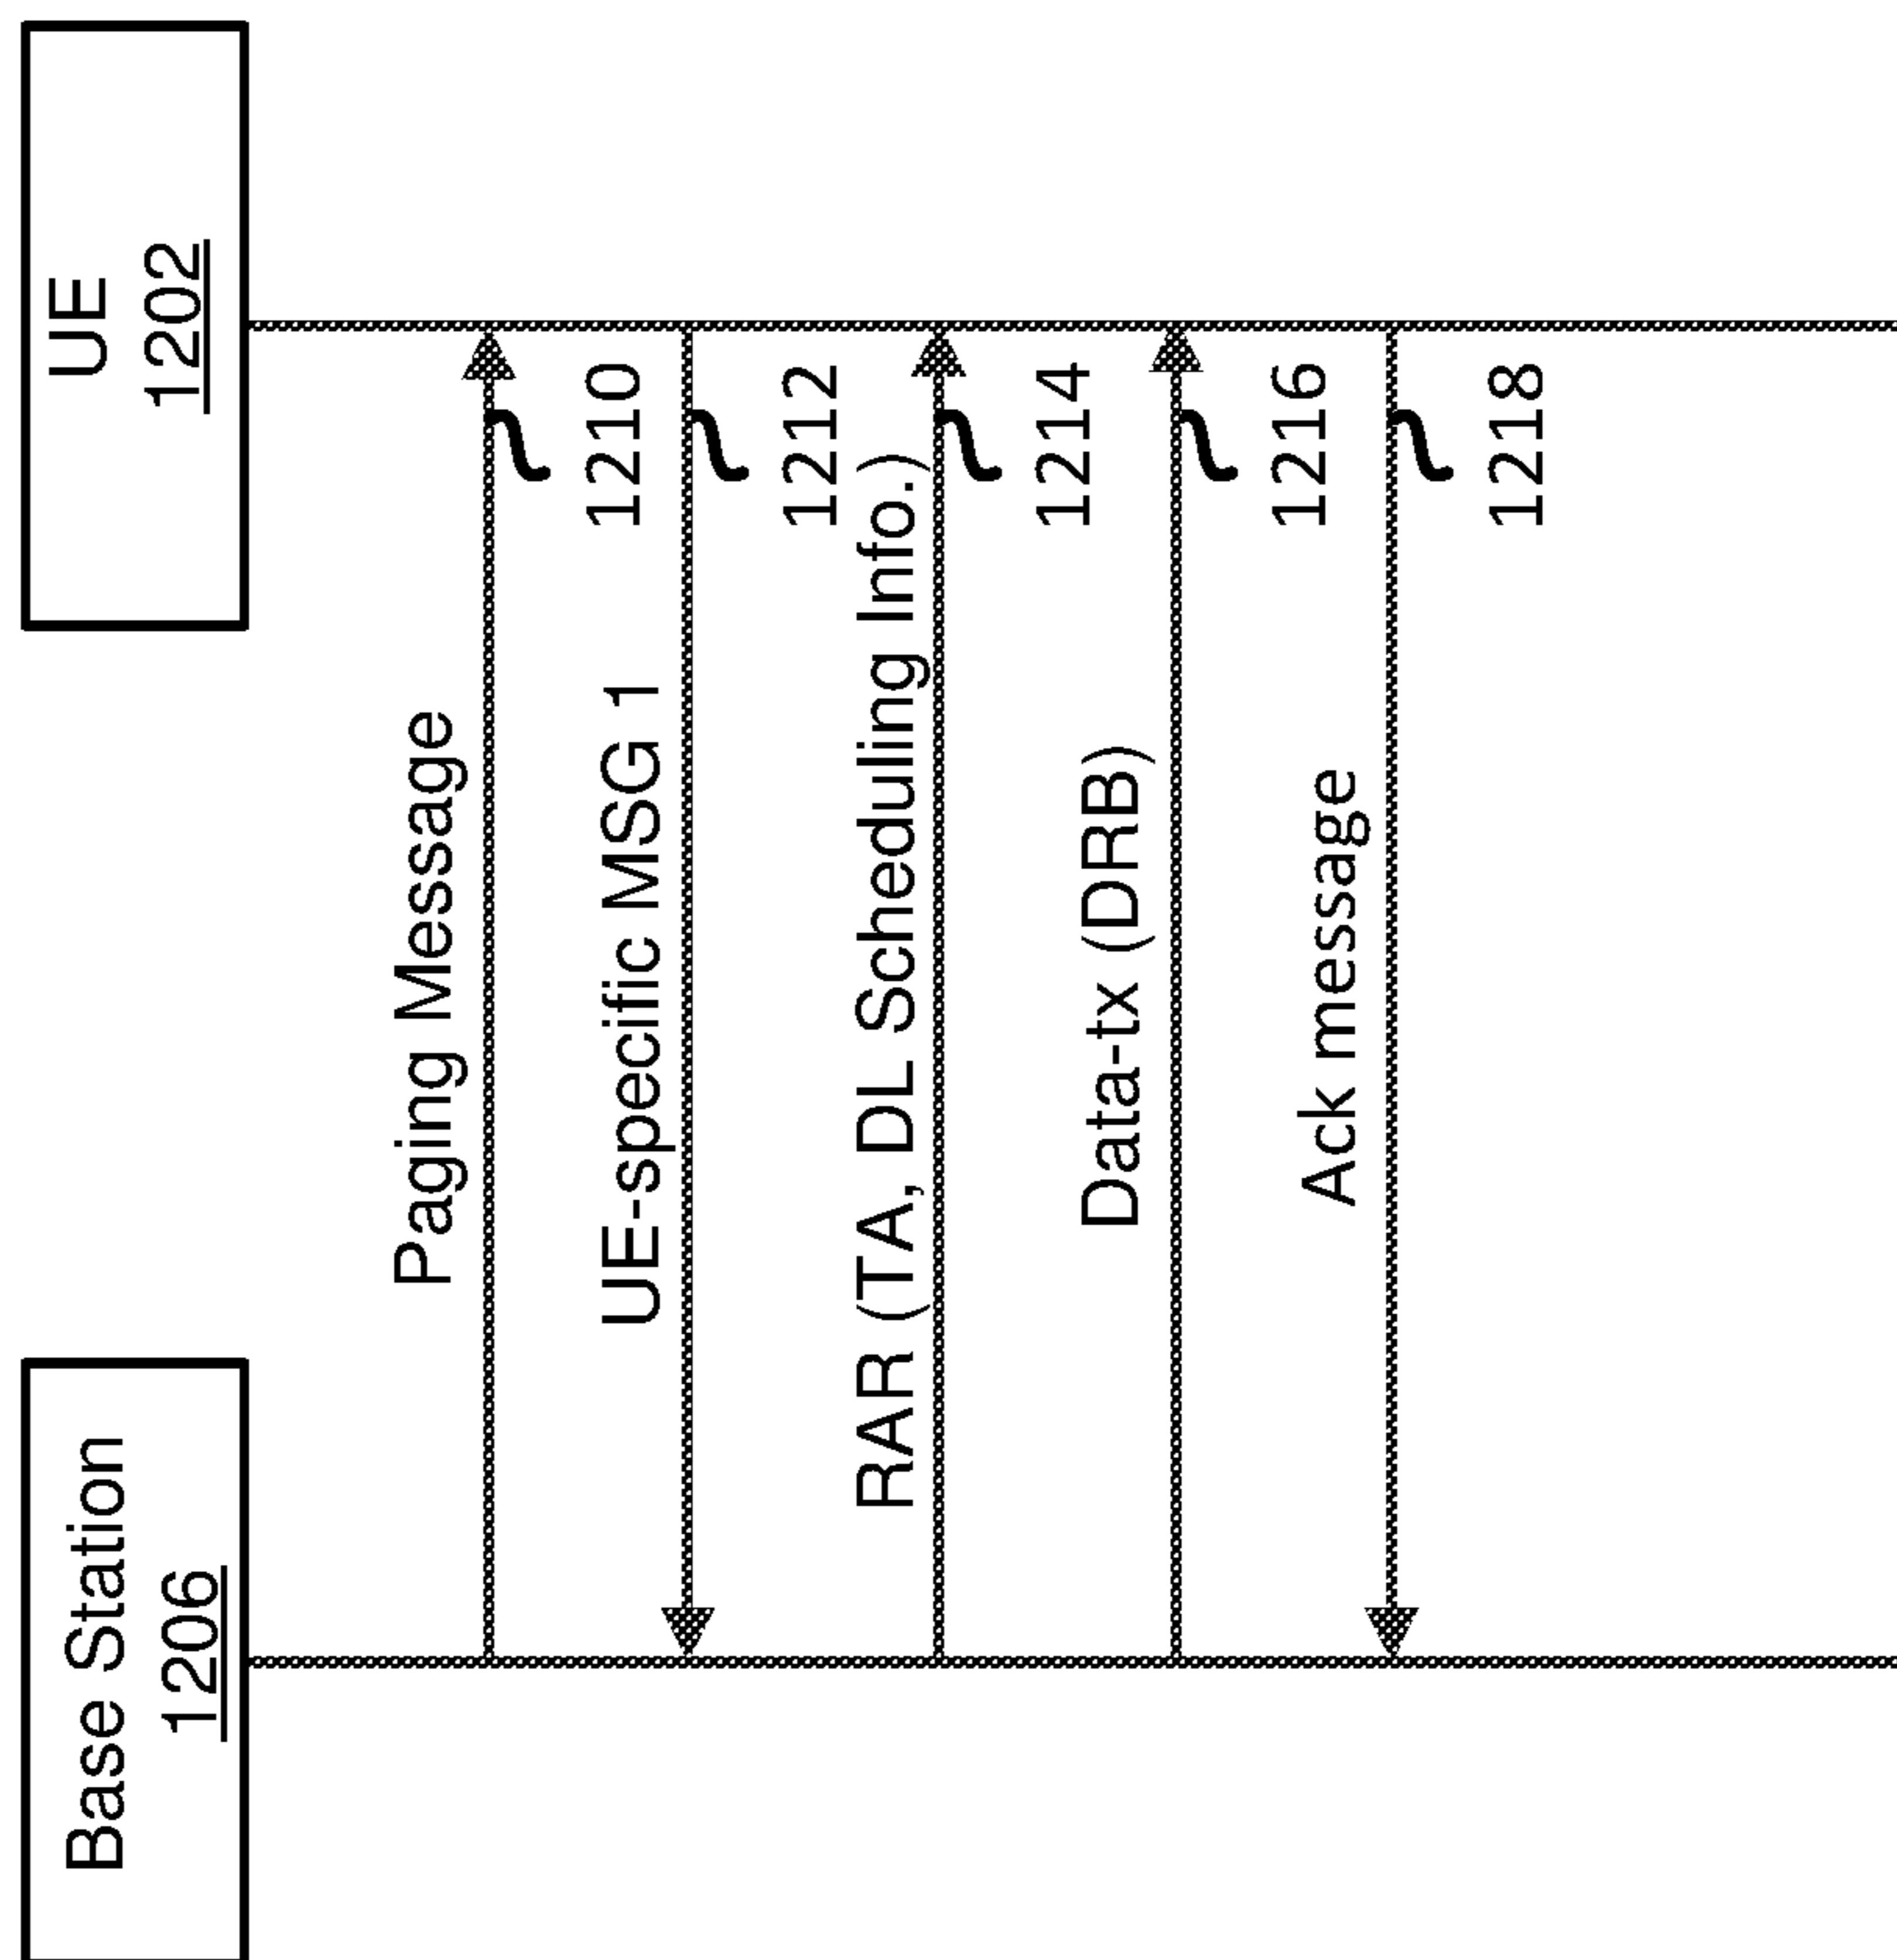 Base Station
1206
UE
1202
Paging Message
1210
UE-specific MSG 1
1212
RAR (TA, DL Scheduling Info.)
1214
Data-tx (DRB)
1216
Ack message
1218